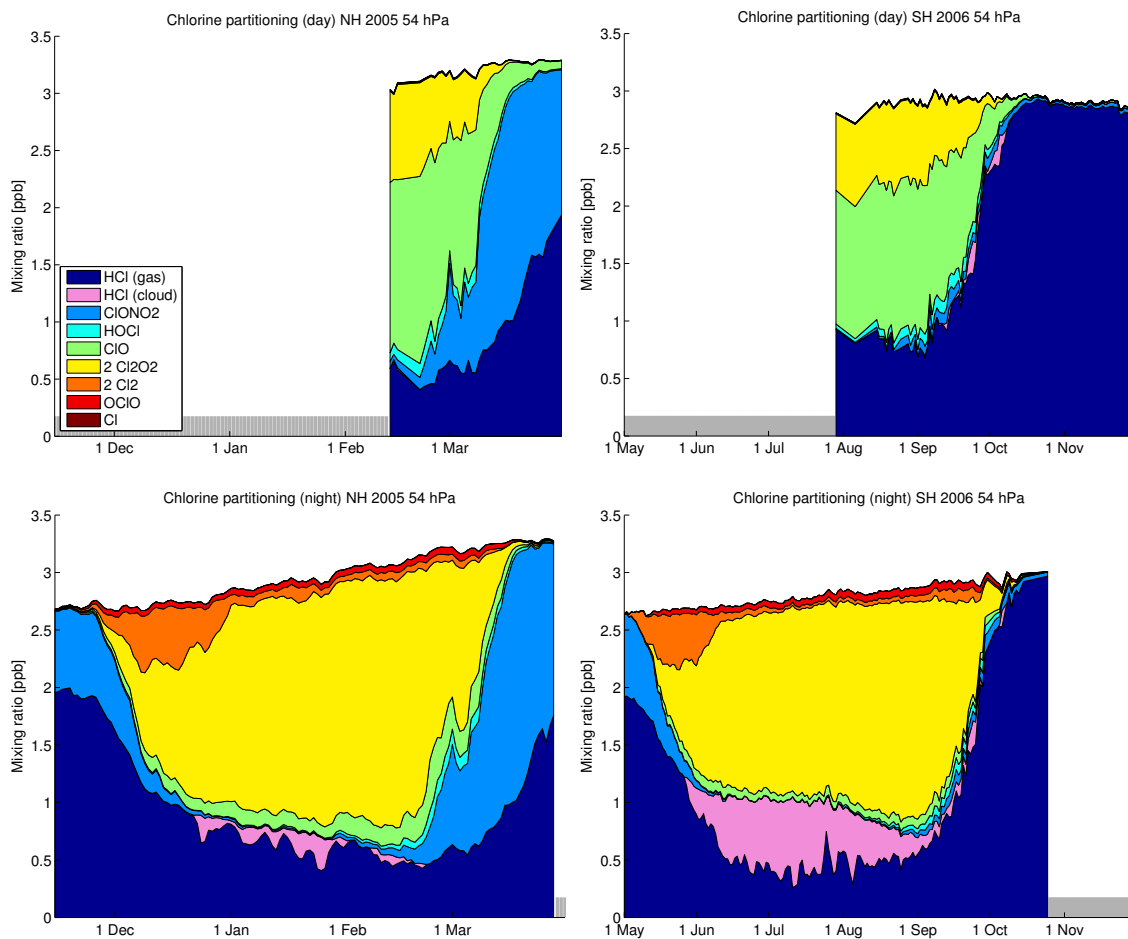 Chlorine partitioning (day) NH 2005 54 hPa
Mixing ratio [ppb]
3.5
3
2.5
2
1.5
1
0.5
0
1 Dec 1 Jan 1 Feb 1 Mar
HCl (gas)
HCl (cloud)
ClONO2
HOCl
ClO
2 Cl2O2
2 Cl2
OClO
Cl
Chlorine partitioning (day) SH 2006 54 hPa
Mixing ratio [ppb]
3.5
3
2.5
2
1.5
1
0.5
0
1 May 1 Jun 1 Jul 1 Aug 1 Sep 1 Oct 1 Nov
Chlorine partitioning (night) NH 2005 54 hPa
Mixing ratio [ppb]
3.5
3
2.5
2
1.5
1
0.5
0
1 Dec 1 Jan 1 Feb 1 Mar
Chlorine partitioning (night) SH 2006 54 hPa
Mixing ratio [ppb]
3.5
3
2.5
2
1.5
1
0.5
0
1 May 1 Jun 1 Jul 1 Aug 1 Sep 1 Oct 1 Nov